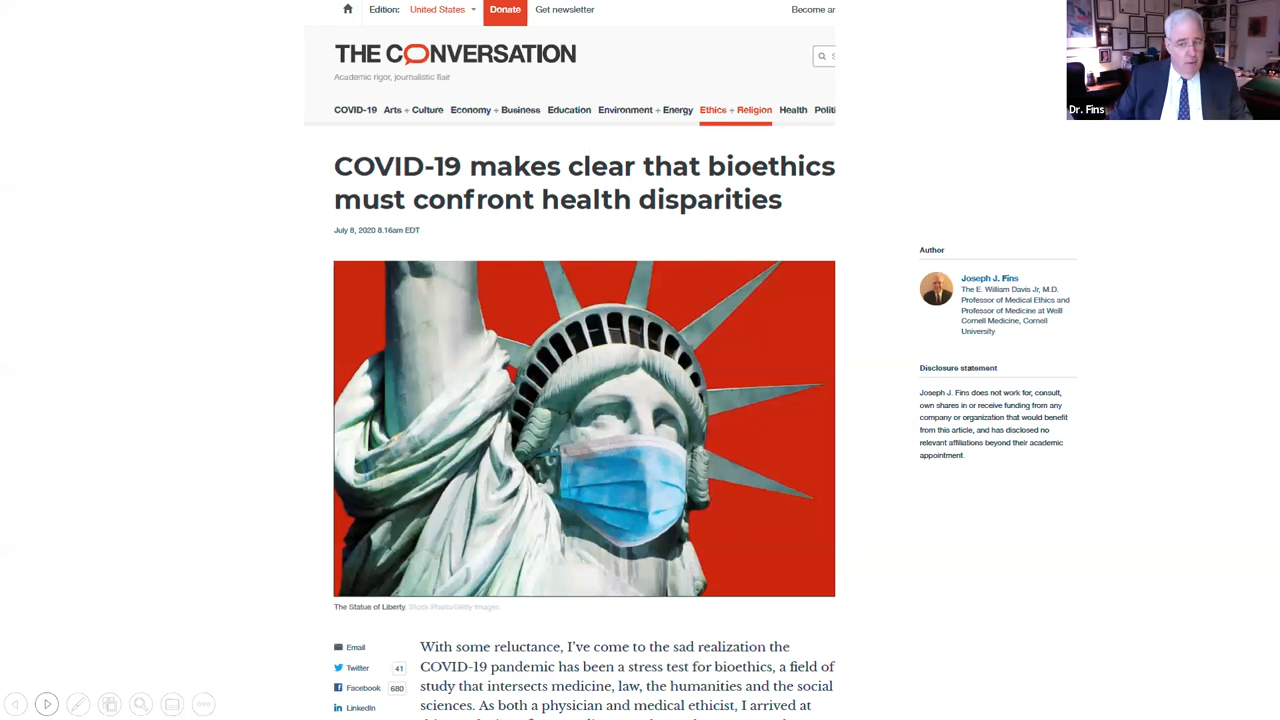 Edition: United States Donate Get newsletter Become an
THE CONVERSATION
Academic rigor, journalistic flair
COVID-19 Arts + Culture Economy + Business Education Environment + Energy Ethics + Religion Health Politi
COVID-19 makes clear that bioethics
must confront health disparities
July 8, 2020 8.16am EDT
The Statue of Liberty. iStock iPhoto/Getty Images
Email
Twitter 41
Facebook 680
LinkedIn
With some reluctance, I've come to the sad realization the
COVID-19 pandemic has been a stress test for bioethics, a field of
study that intersects medicine, law, the humanities and the social
sciences. As both a physician and medical ethicist, I arrived at
Author
Joseph J. Fins
The E. William Davis Jr, M.D.
Professor of Medical Ethics and
Professor of Medicine at Weill
Cornell Medicine, Cornell
University
Disclosure statement
Joseph J. Fins does not work for, consult,
own shares in or receive funding from any
company or organization that would benefit
from this article, and has disclosed no
relevant affiliations beyond their academic
appointment.
Dr. Fins